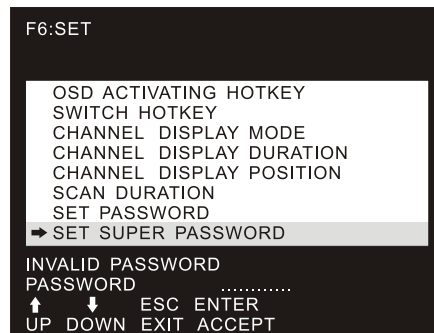 F6:SET
OSD ACTIVATING HOTKEY
SWITCH HOTKEY
CHANNEL DISPLAY MODE
CHANNEL DISPLAY DURATION
CHANNEL DISPLAY POSITION
SCAN DURATION
SET PASSWORD
➡ SET SUPER PASSWORD
INVALID PASSWORD
PASSWORD ............
⬆ ⬇ ESC ENTER
UP DOWN EXIT ACCEPT